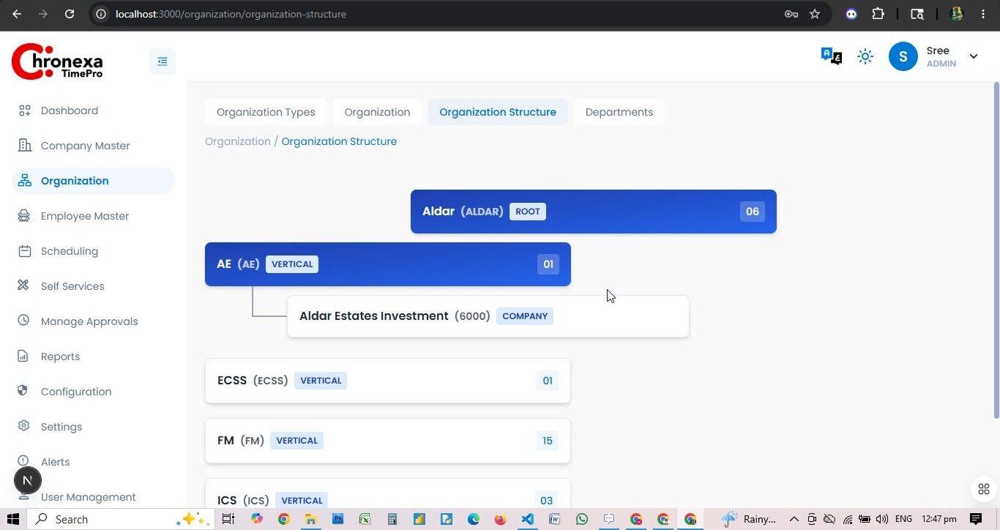 localhost:3000/organization/organization-structure
Chronexa
TimePro
S
Sree
ADMIN
Dashboard
Company Master
Organization
Employee Master
Scheduling
Self Services
Manage Approvals
Reports
Configuration
Settings
Alerts
N
User Management
Organization Types
Organization
Organization Structure
Departments
Organization / Organization Structure
Aldar (ALDAR) ROOT 06
AE (AE) VERTICAL 01
Aldar Estates Investment (6000) COMPANY
ECSS (ECSS) VERTICAL 01
FM (FM) VERTICAL 15
ICS (ICS) VERTICAL 03
Search
Rainy...
ENG
12:47 pm